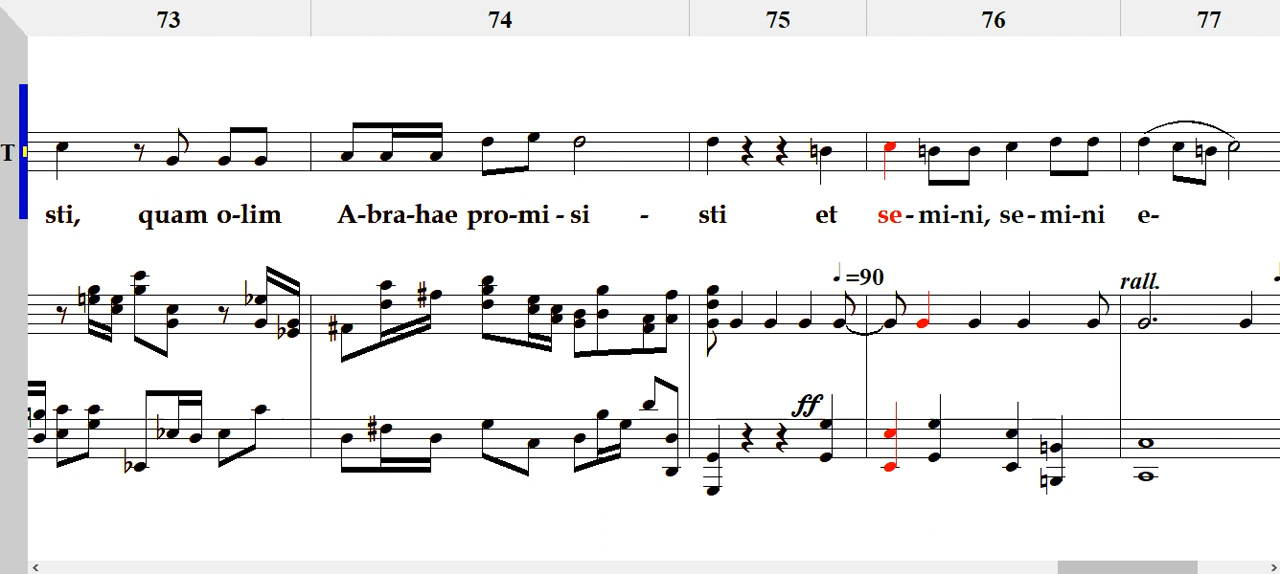 73 74 75 76 77
T
sti, quam o-lim A-bra-hae pro-mi-si - sti et se-mi-ni, se-mi-ni e-
=90
rall.
ff